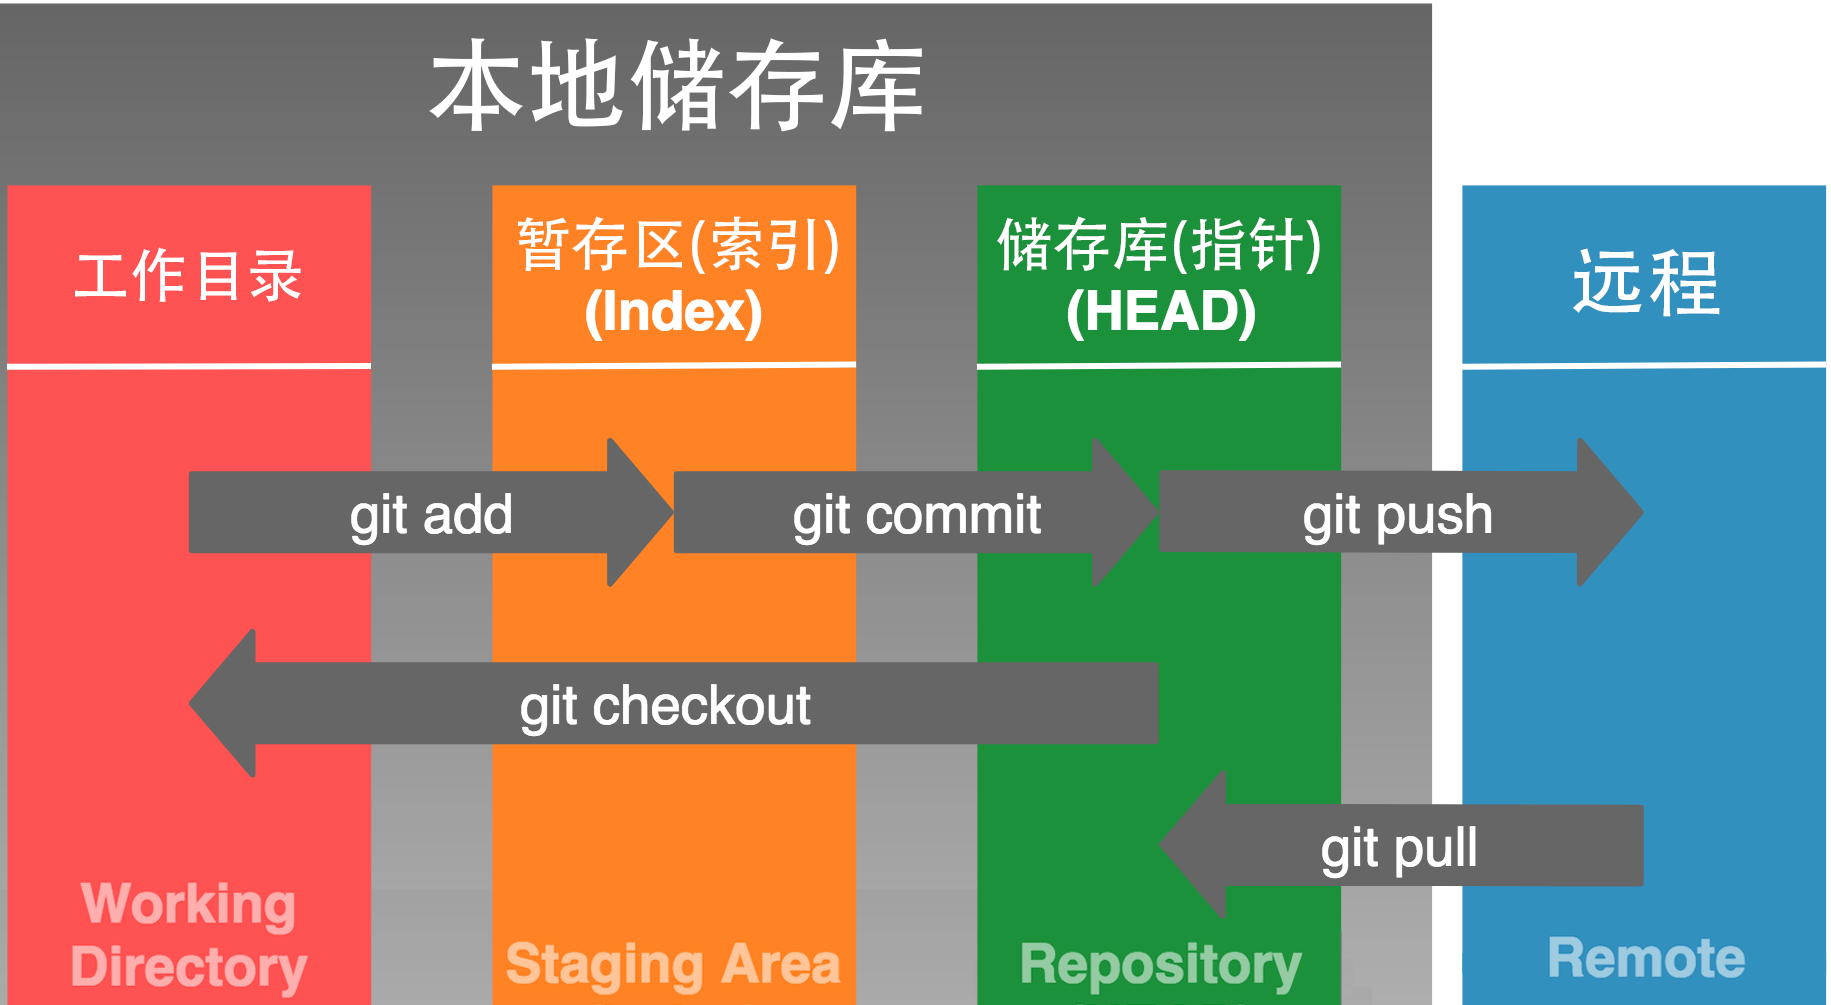 本地储存库
工作目录
暂存区(索引)
(Index)
储存库(指针)
(HEAD)
远程
git add
git commit
git push
git checkout
git pull
Working
Directory
Staging Area
Repository
Remote